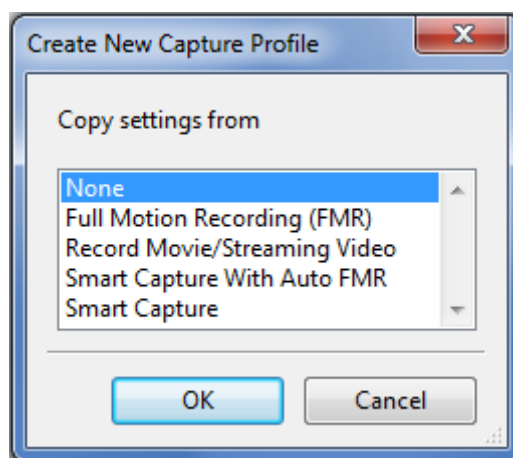 Create New Capture Profile
Copy settings from
None
Full Motion Recording (FMR)
Record Movie/Streaming Video
Smart Capture With Auto FMR
Smart Capture
OK
Cancel